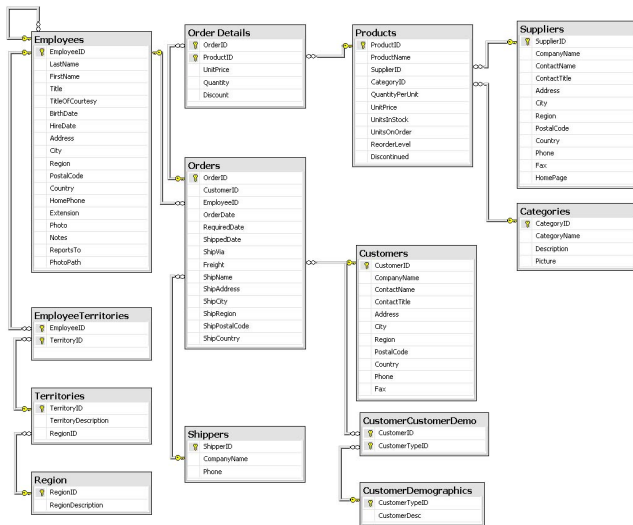 Employees
EmployeeID
LastName
FirstName
Title
TitleOfCourtesy
BirthDate
HireDate
Address
City
Region
PostalCode
Country
HomePhone
Extension
Photo
Notes
ReportsTo
PhotoPath
EmployeeTerritories
EmployeeID
TerritoryID
Territories
TerritoryID
TerritoryDescription
RegionID
Region
RegionID
RegionDescription
Order Details
OrderID
ProductID
UnitPrice
Quantity
Discount
Orders
OrderID
CustomerID
EmployeeID
OrderDate
RequiredDate
ShippedDate
ShipVia
Freight
ShipName
ShipAddress
ShipCity
ShipRegion
ShipPostalCode
ShipCountry
Shippers
ShipperID
CompanyName
Phone
Products
ProductID
ProductName
SupplierID
CategoryID
QuantityPerUnit
UnitPrice
UnitsInStock
UnitsOnOrder
ReorderLevel
Discontinued
Customers
CustomerID
CompanyName
ContactName
ContactTitle
Address
City
Region
PostalCode
Country
Phone
Fax
CustomerCustomerDemo
CustomerID
CustomerTypeID
CustomerDemographics
CustomerTypeID
CustomerDesc
Suppliers
SupplierID
CompanyName
ContactName
ContactTitle
Address
City
Region
PostalCode
Country
Phone
Fax
HomePage
Categories
CategoryID
CategoryName
Description
Picture